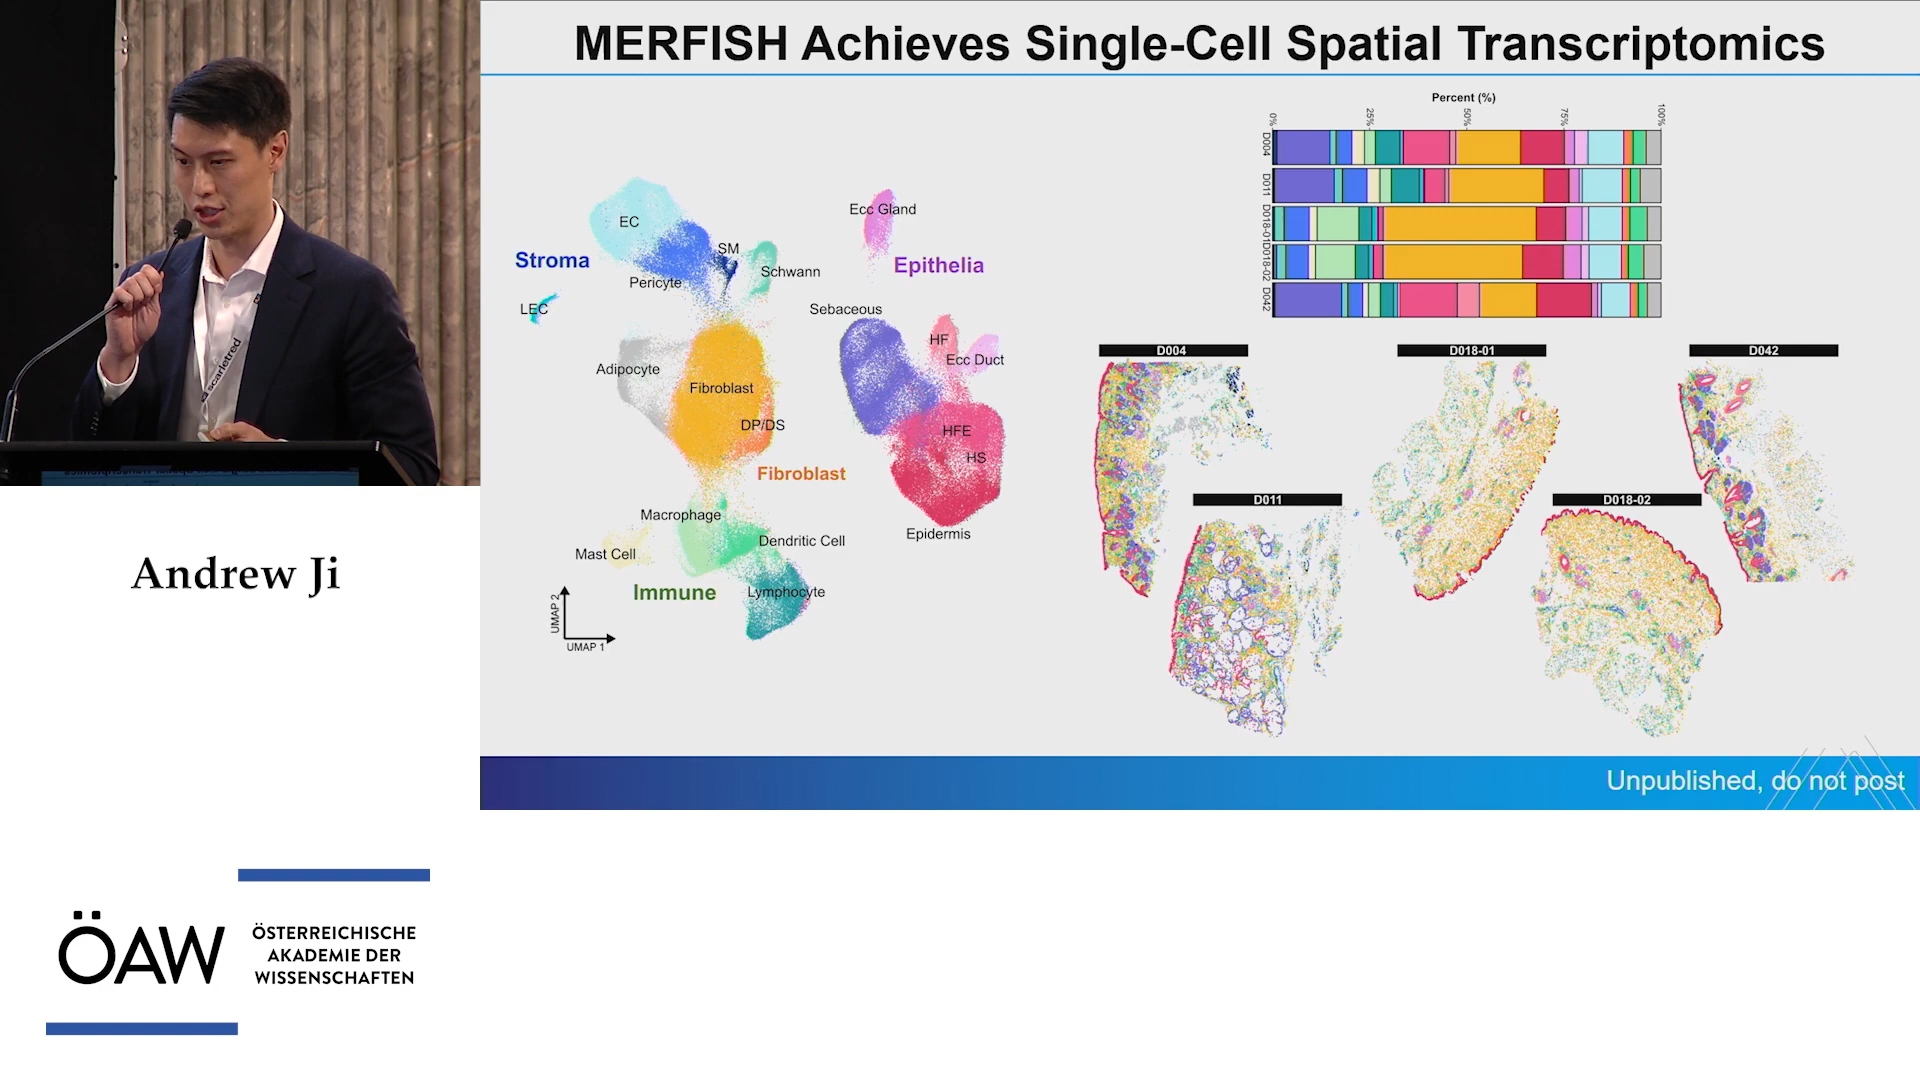 MERFISH Achieves Single-Cell Spatial Transcriptomics
Percent (%)
0%
25%
50%
75%
100%
D004
D011
D018-01
D018-02
D042
EC
SM
Schwann
Stroma
Pericyte
LEC
Ecc Gland
Epithelia
Sebaceous
HF
Ecc Duct
Adipocyte
Fibroblast
DP/DS
HFE
HS
Fibroblast
Epidermis
Macrophage
Mast Cell
Dendritic Cell
Immune
Lymphocyte
UMAP 2
UMAP 1
D004
D018-01
D042
D011
D018-02
Unpublished, do not post
scarletred
Andrew Ji
ÖAW
ÖSTERREICHISCHE
AKADEMIE DER
WISSENSCHAFTEN